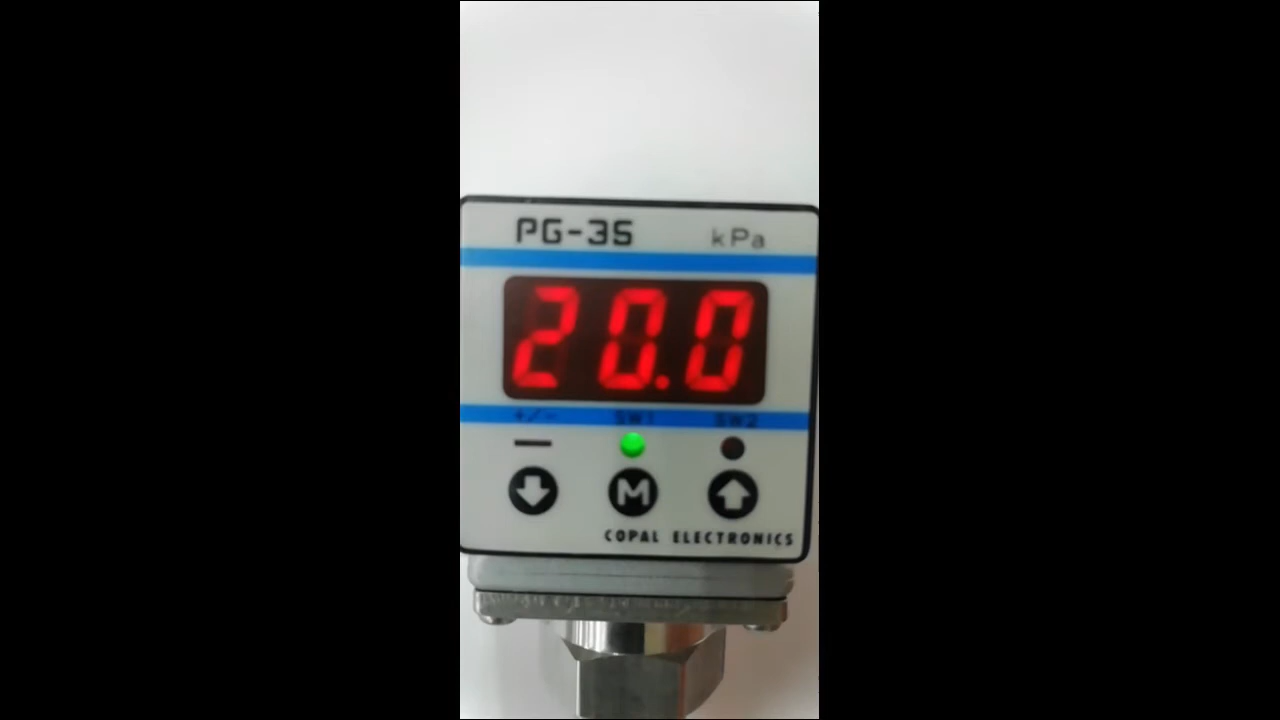 PG-35 kPa
20.0
+/- SW1 SW2
M
COPAL ELECTRONICS